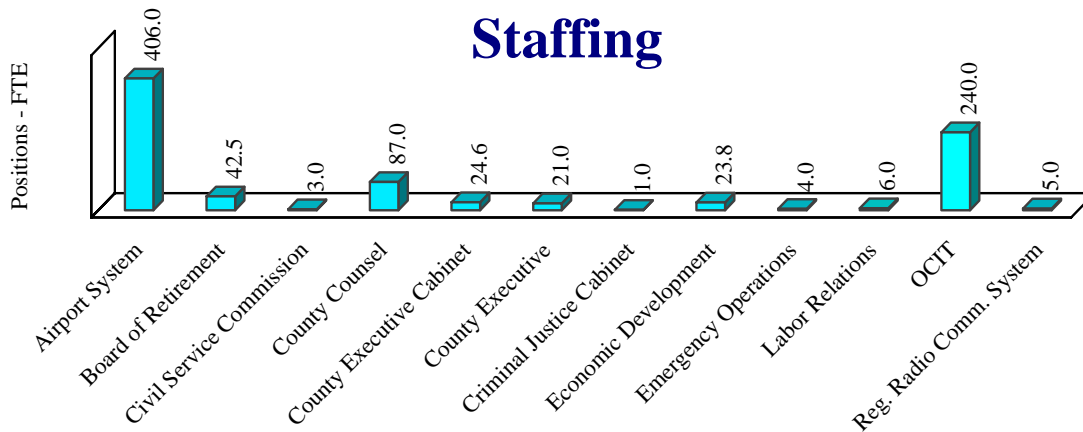 Staffing
Positions - FTE
406.0
42.5
3.0
87.0
24.6
21.0
1.0
23.8
4.0
6.0
240.0
5.0
Airport System
Board of Retirement
Civil Service Commission
County Counsel
County Executive Cabinet
County Executive
Criminal Justice Cabinet
Economic Development
Emergency Operations
Labor Relations
OCIT
Reg. Radio Comm. System